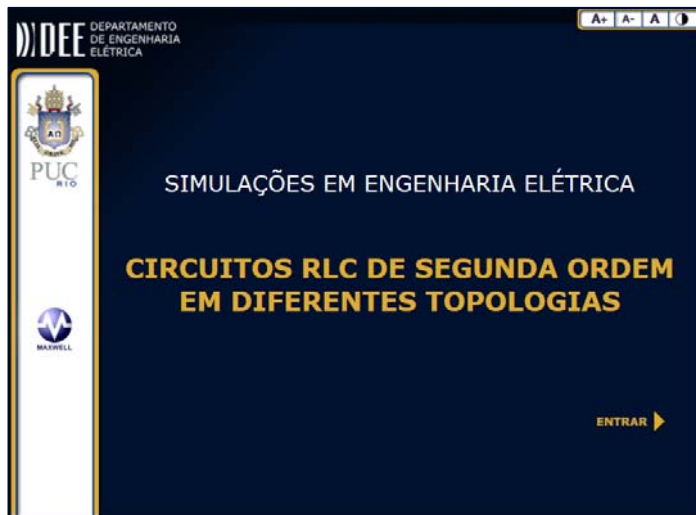 DEE
DEPARTAMENTO
DE ENGENHARIA
ELÉTRICA
A+ A- A
AΩ
PUC
RIO
SIMULAÇÕES EM ENGENHARIA ELÉTRICA
CIRCUITOS RLC DE SEGUNDA ORDEM
EM DIFERENTES TOPOLOGIAS
MAXWELL
ENTRAR